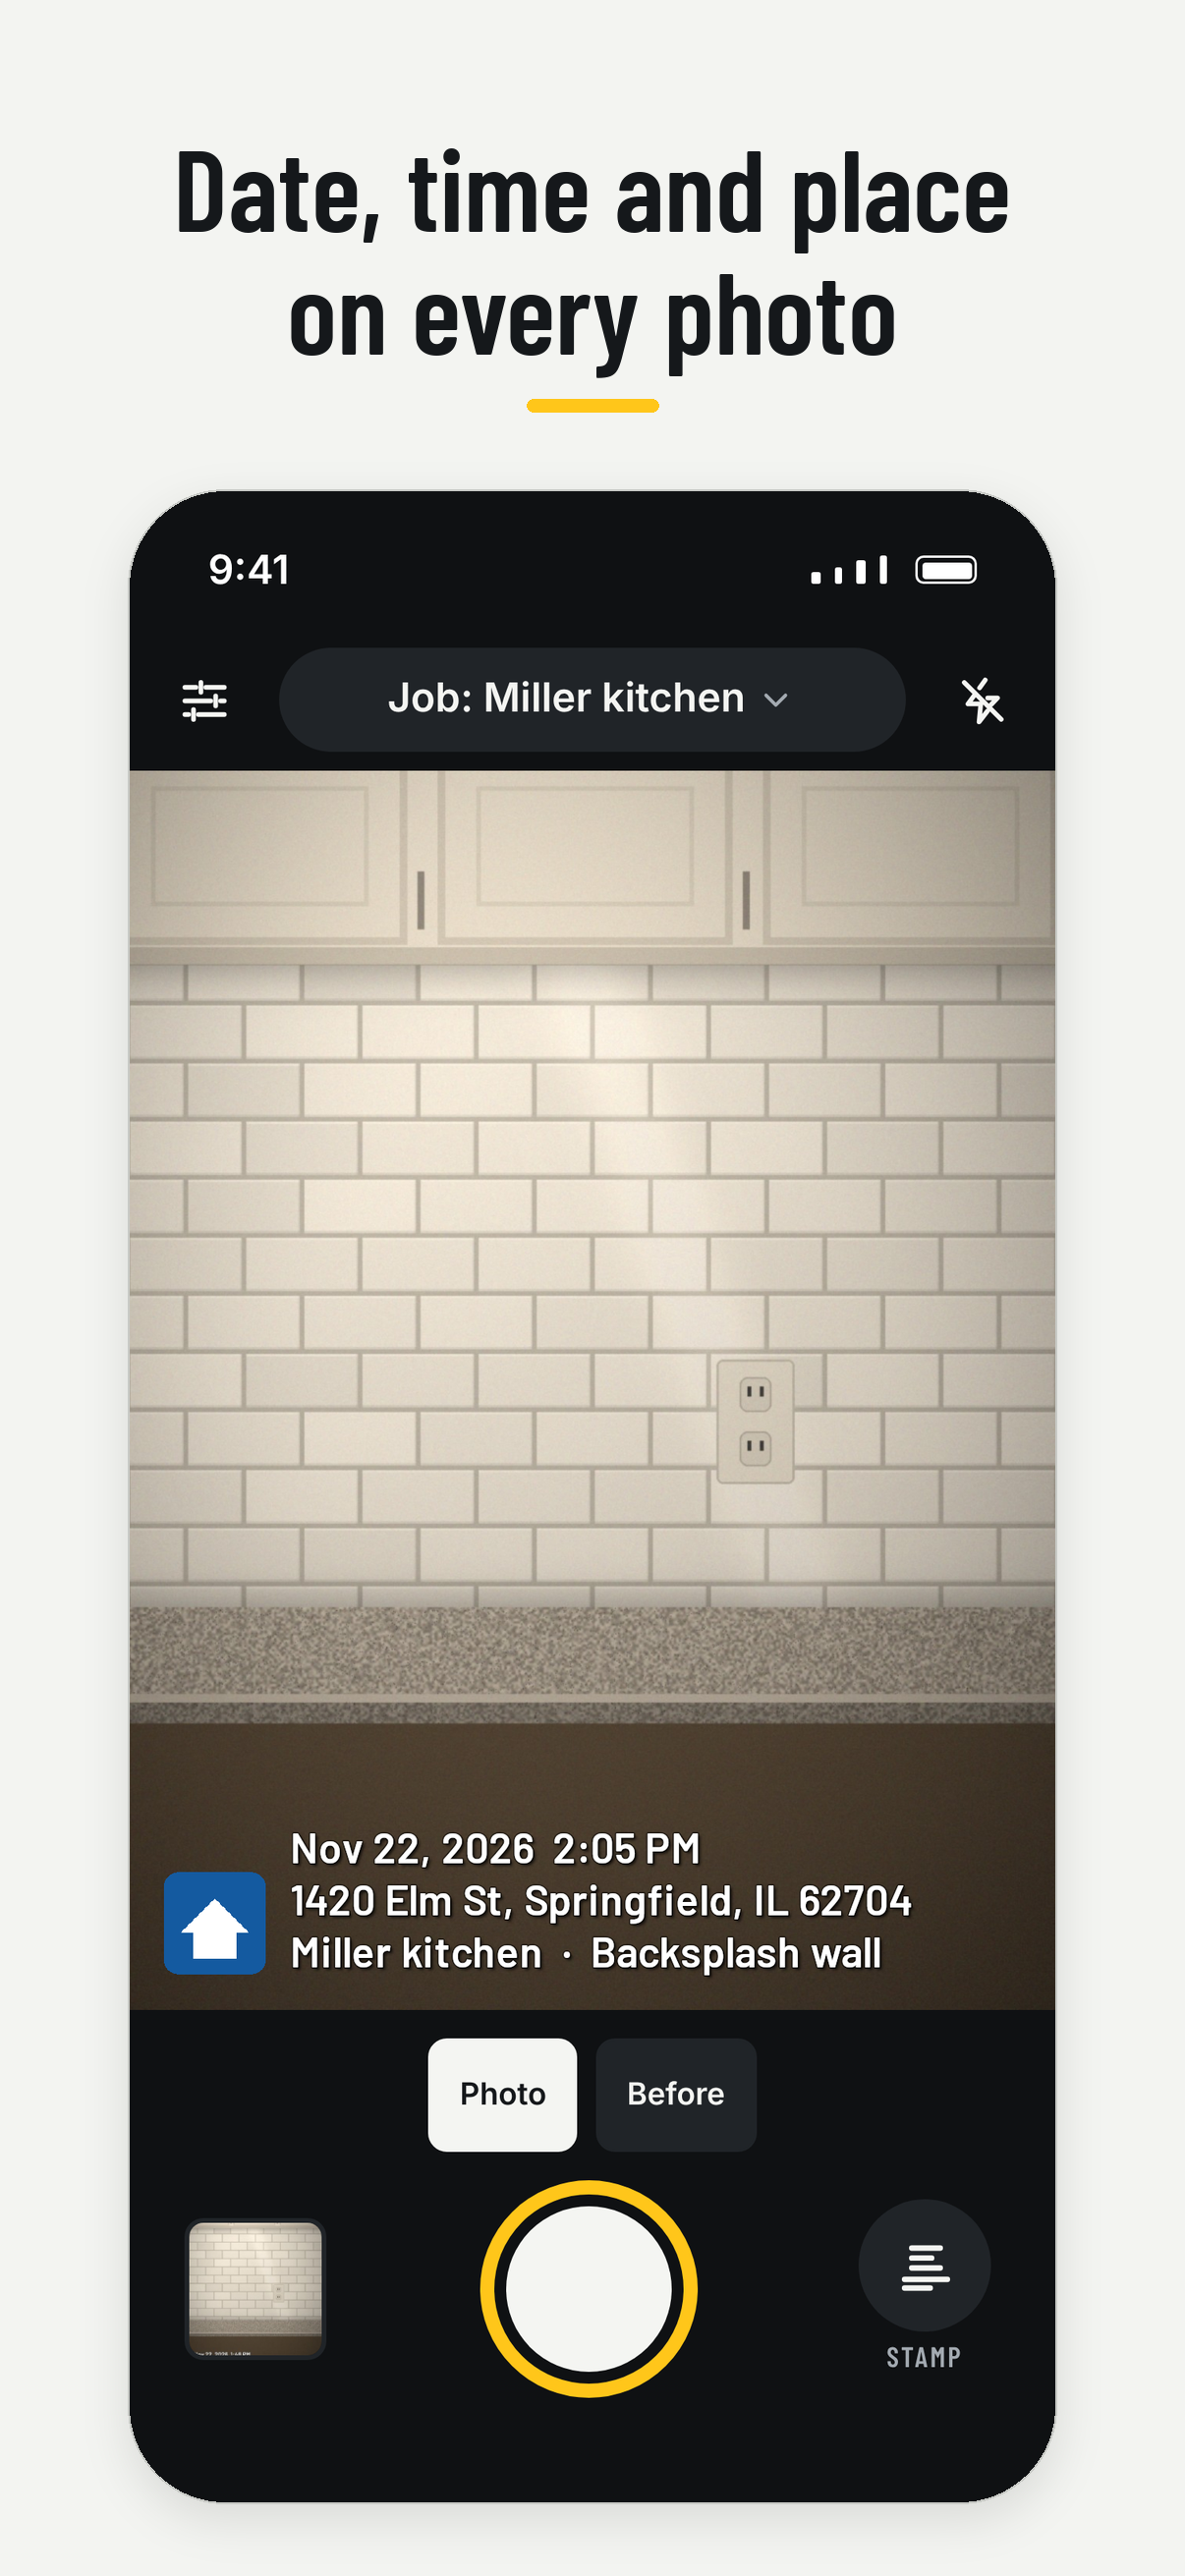 Date, time and place
on every photo
9:41
Job: Miller kitchen
Nov 22, 2026 2:05 PM
1420 Elm St, Springfield, IL 62704
Miller kitchen · Backsplash wall
Photo
Before
STAMP